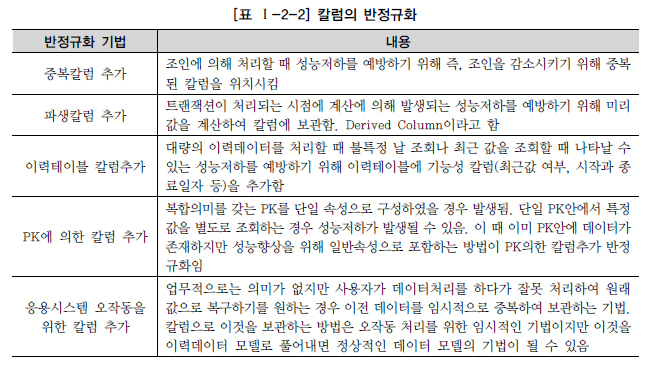 [표 Ⅰ-2-2] 칼럼의 반정규화
반정규화 기법
내용
중복칼럼 추가
조인에 의해 처리할 때 성능저하를 예방하기 위해 즉, 조인을 감소시키기 위해 중복
된 칼럼을 위치시킴
파생칼럼 추가
트랜잭션이 처리되는 시점에 계산에 의해 발생되는 성능저하를 예방하기 위해 미리
값을 계산하여 칼럼에 보관함. Derived Column이라고 함
이력테이블 칼럼추가
대량의 이력데이터를 처리할 때 불특정 날 조회나 최근 값을 조회할 때 나타날 수
있는 성능저하를 예방하기 위해 이력테이블에 기능성 칼럼(최근값 여부, 시작과 종
료일자 등)을 추가함
PK에 의한 칼럼 추가
복합의미를 갖는 PK를 단일 속성으로 구성하였을 경우 발생됨. 단일 PK안에서 특정
값을 별도로 조회하는 경우 성능저하가 발생될 수 있음. 이 때 이미 PK안에 데이터가
존재하지만 성능향상을 위해 일반속성으로 포함하는 방법이 PK의한 칼럼추가 반정
규화임
응용시스템 오작동을
위한 칼럼 추가
업무적으로는 의미가 없지만 사용자가 데이터처리를 하다가 잘못 처리하여 원래
값으로 복구하기를 원하는 경우 이전 데이터를 임시적으로 중복하여 보관하는 기법.
칼럼으로 이것을 보관하는 방법은 오작동 처리를 위한 임시적인 기법이지만 이것을
이력데이터 모델로 풀어내면 정상적인 데이터 모델의 기법이 될 수 있음